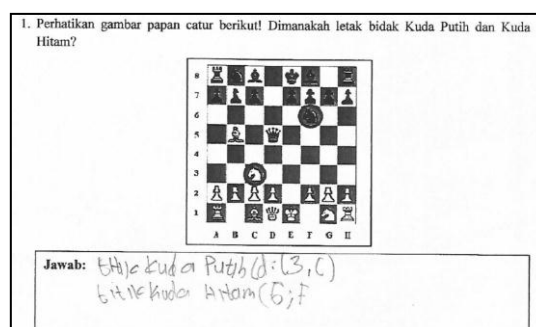 1. Perhatikan gambar papan catur berikut! Dimanakah letak bidak Kuda Putih dan Kuda
Hitam?
8
7
6
5
4
3
2
1
A B C D E F G H
Jawab: titik kuda Putih (d:(3,C)
titik kuda Hitam (6;F